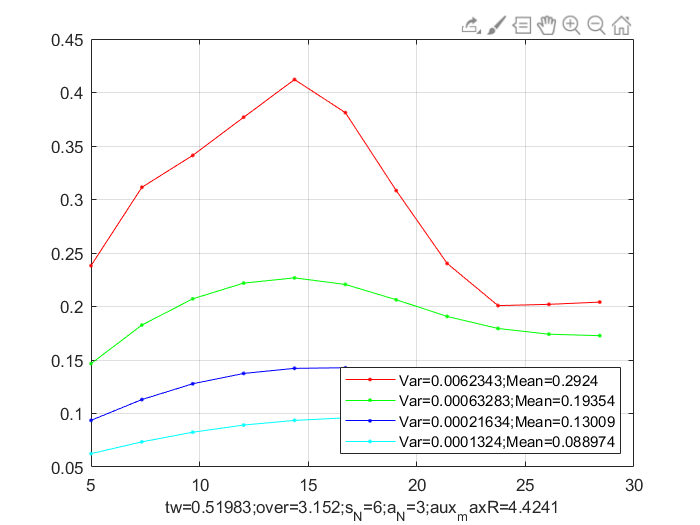 0.45
0.4
0.35
0.3
0.25
0.2
0.15
0.1
0.05
Var=0.0062343;Mean=0.2924
Var=0.00063283;Mean=0.19354
Var=0.00021634;Mean=0.13009
Var=0.0001324;Mean=0.088974
5 10 15 20 25 30
tw=0.51983;over=3.152;s_N=6;a_N=3;aux_maxR=4.4241